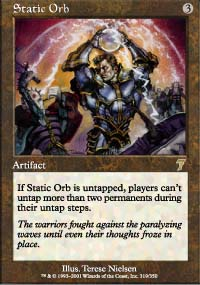 Static Orb 3
Artifact
7
If Static Orb is untapped, players can't
untap more than two permanents during
their untap steps.
The warriors fought against the paralyzing
waves until even their thoughts froze in
place.
Illus. Terese Nielsen
™ & © 1993-2001 Wizards of the Coast, Inc. 319/350